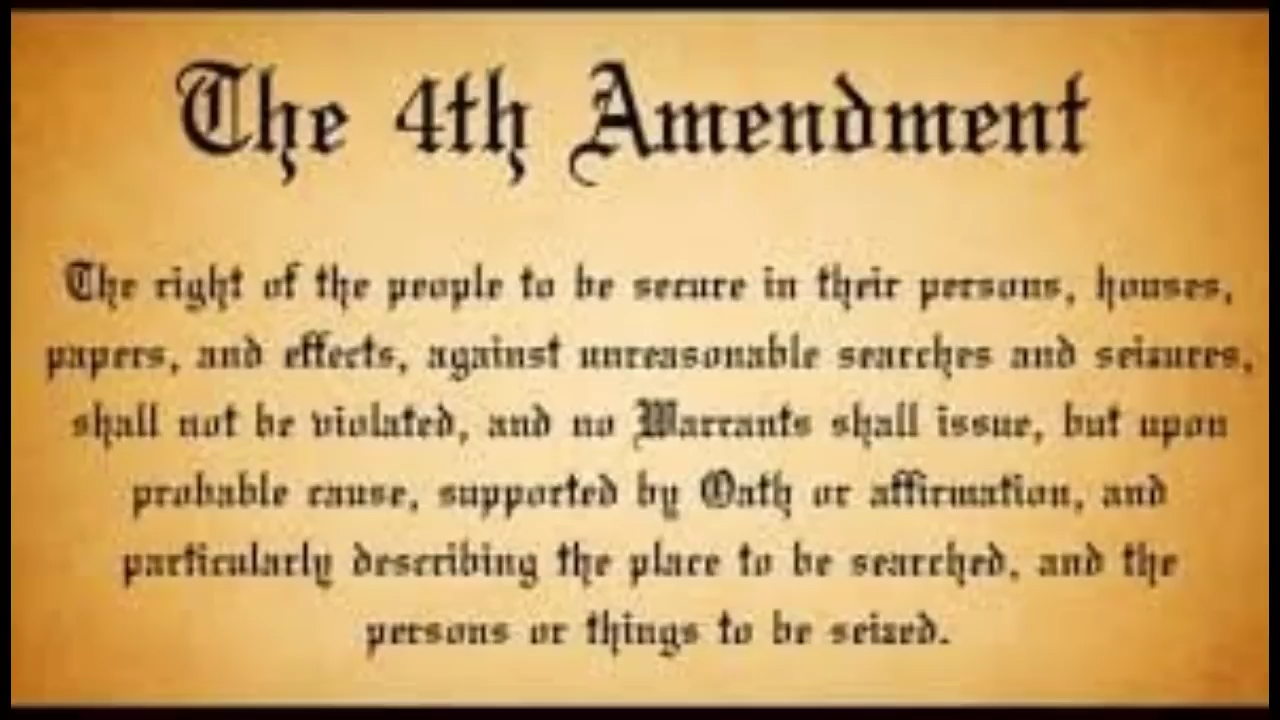 The 4th Amendment
The right of the people to be secure in their persons, houses,
papers, and effects, against unreasonable searches and seizures,
shall not be violated, and no Warrants shall issue, but upon
probable cause, supported by Oath or affirmation, and
particularly describing the place to be searched, and the
persons or things to be seized.